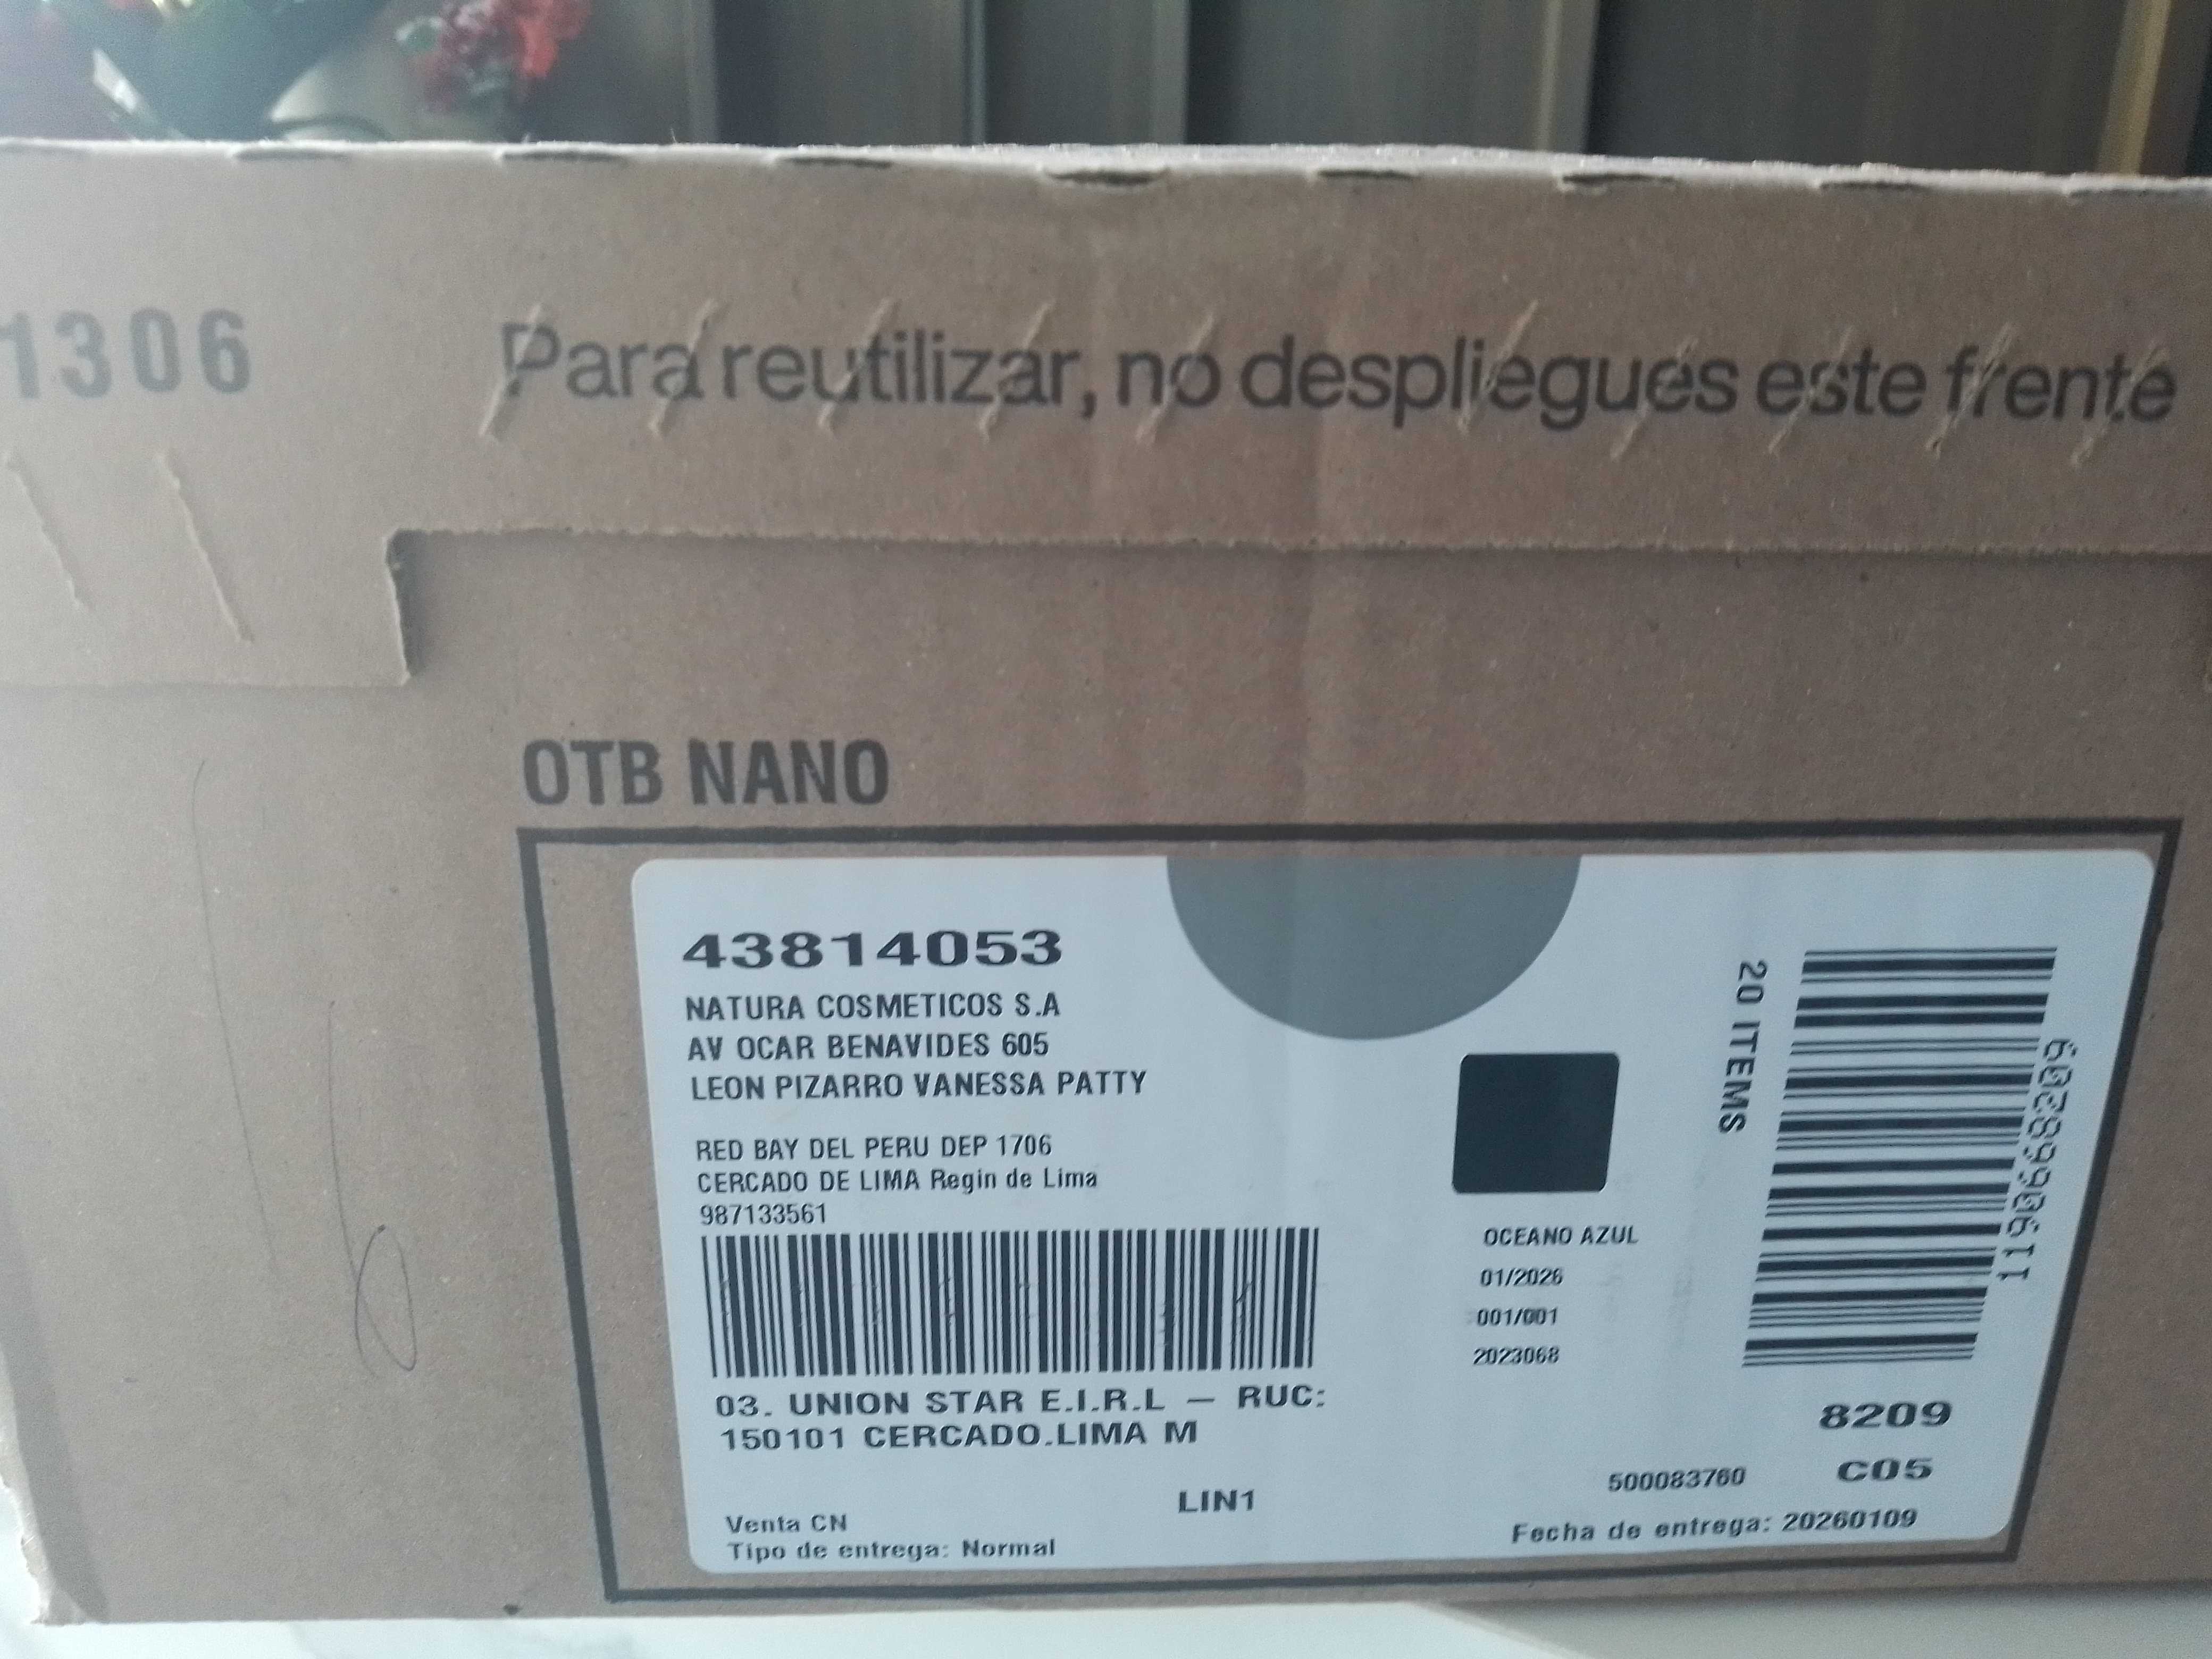 1306
Para reutilizar, no despliegues este frente
OTB NANO
43814053
NATURA COSMETICOS S.A
AV OCAR BENAVIDES 605
LEON PIZARRO VANESSA PATTY
RED BAY DEL PERU DEP 1706
CERCADO DE LIMA Regin de Lima
987133561
03. UNION STAR E.I.R.L – RUC:
150101 CERCADO.LIMA M
LIN1
Venta CN
Tipo de entrega: Normal
OCEANO AZUL
01/2026
001/001
2023068
20 ITEMS
8209
C05
500083760
Fecha de entrega: 20260109